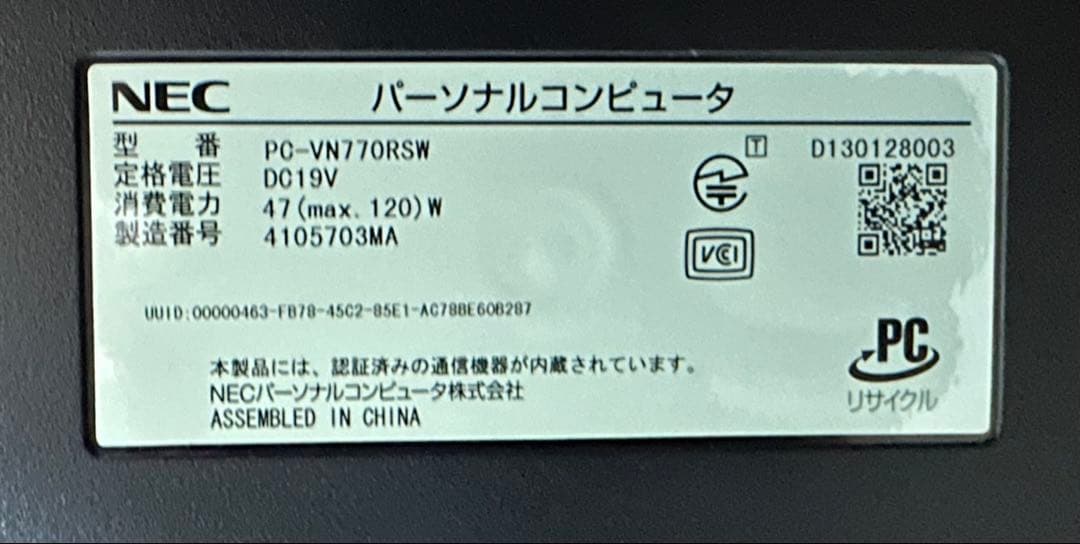 NEC パーソナルコンピュータ
型 番 PC-VN770RSW
定格電圧 DC19V
消費電力 47(max. 120)W
製造番号 4105703MA
T D130128003
VCI
UUID:00000463-FB78-45C2-85E1-AC78BE60B287
本製品には、認証済みの通信機器が内蔵されています。
NECパーソナルコンピュータ株式会社
ASSEMBLED IN CHINA
PC
リサイクル